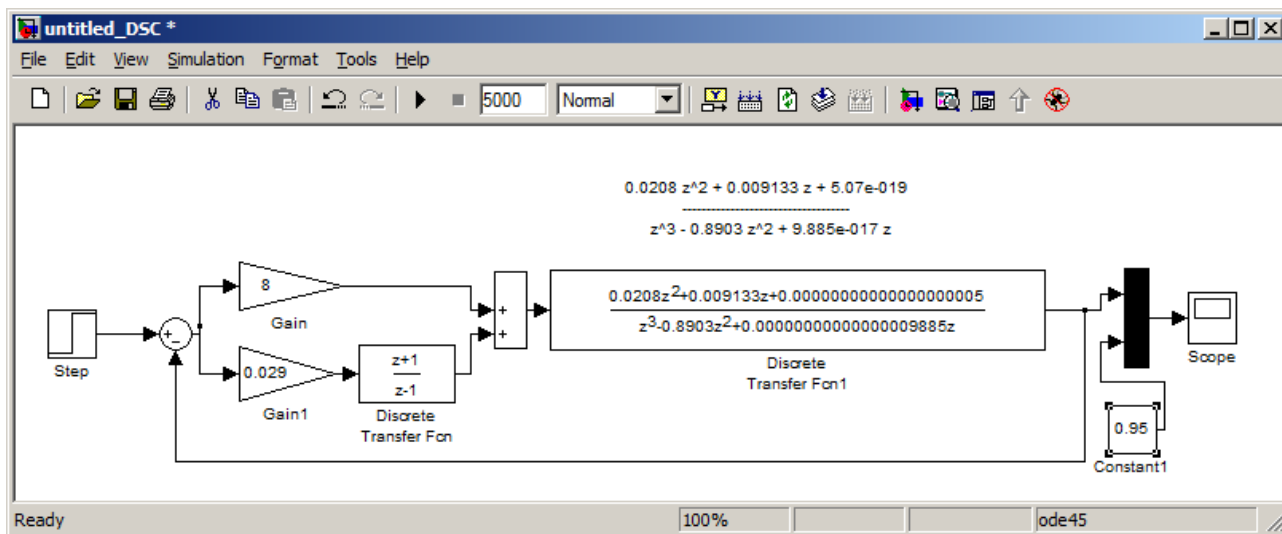 untitled_DSC *
File Edit View Simulation Format Tools Help
5000 Normal
0.0208 z^2 + 0.009133 z + 5.07e-019
-----------------------------------
z^3 - 0.8903 z^2 + 9.885e-017 z
8
Gain
Step
0.029
Gain1
z+1
z-1
Discrete
Transfer Fcn
+
+
+
-
0.0208z2+0.009133z+0.00000000000000000005
z3-0.8903z2+0.00000000000000009885z
Discrete
Transfer Fcn1
Scope
0.95
Constant1
Ready 100% ode45